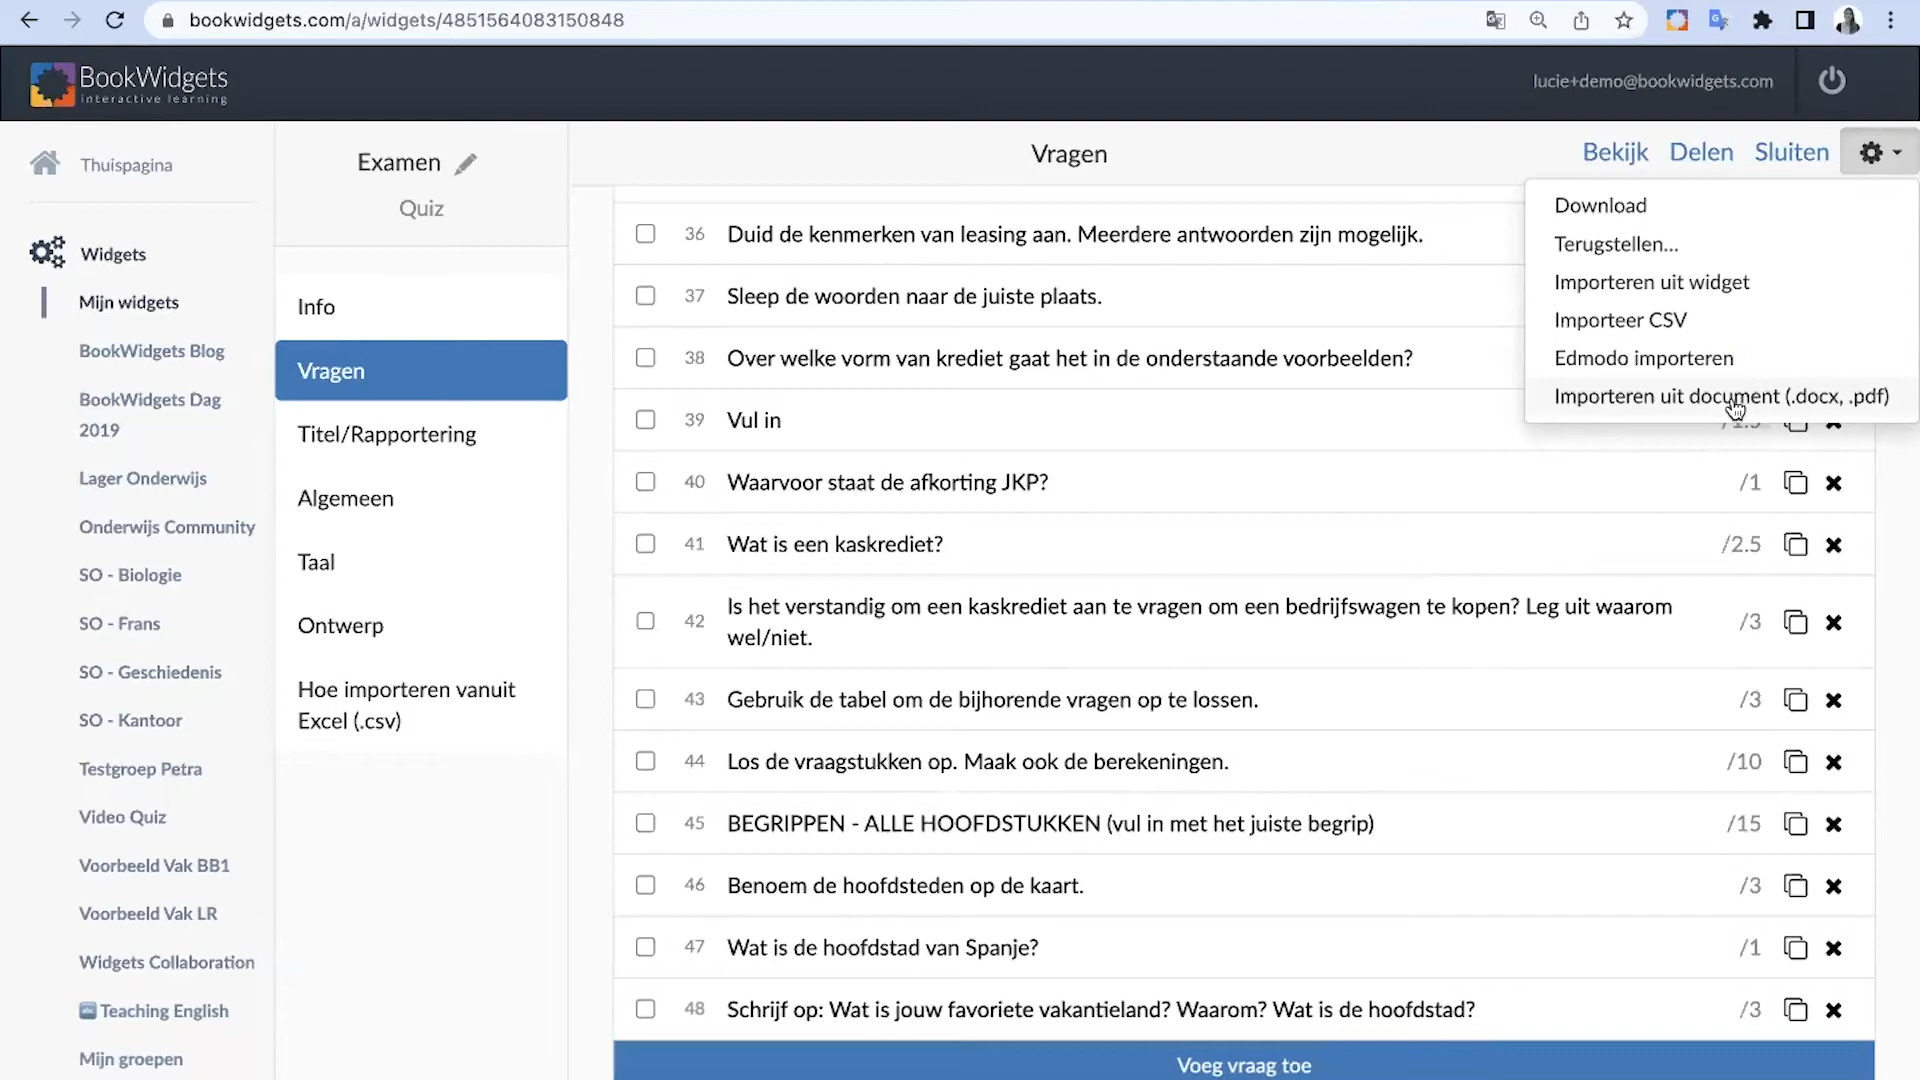 bookwidgets.com/a/widgets/4851564083150848
BookWidgets
interactive learning
lucie+demo@bookwidgets.com
Thuispagina
Widgets
Mijn widgets
BookWidgets Blog
BookWidgets Dag
2019
Lager Onderwijs
Onderwijs Community
SO - Biologie
SO - Frans
SO - Geschiedenis
SO - Kantoor
Testgroep Petra
Video Quiz
Voorbeeld Vak BB1
Voorbeeld Vak LR
Widgets Collaboration
Teaching English
Mijn groepen
Examen
Quiz
Info
Vragen
Titel/Rapportering
Algemeen
Taal
Ontwerp
Hoe importeren vanuit
Excel (.csv)
Vragen
Bekijk Delen Sluiten
Download
Terugstellen...
Importeren uit widget
Importeer CSV
Edmodo importeren
Importeren uit document (.docx, .pdf)
36 Duid de kenmerken van leasing aan. Meerdere antwoorden zijn mogelijk.
37 Sleep de woorden naar de juiste plaats.
38 Over welke vorm van krediet gaat het in de onderstaande voorbeelden?
39 Vul in
40 Waarvoor staat de afkorting JKP? /1
41 Wat is een kaskrediet? /2.5
42 Is het verstandig om een kaskrediet aan te vragen om een bedrijfswagen te kopen? Leg uit waarom
wel/niet. /3
43 Gebruik de tabel om de bijhorende vragen op te lossen. /3
44 Los de vraagstukken op. Maak ook de berekeningen. /10
45 BEGRIPPEN - ALLE HOOFDSTUKKEN (vul in met het juiste begrip) /15
46 Benoem de hoofdsteden op de kaart. /3
47 Wat is de hoofdstad van Spanje? /1
48 Schrijf op: Wat is jouw favoriete vakantieland? Waarom? Wat is de hoofdstad? /3
Voeg vraag toe